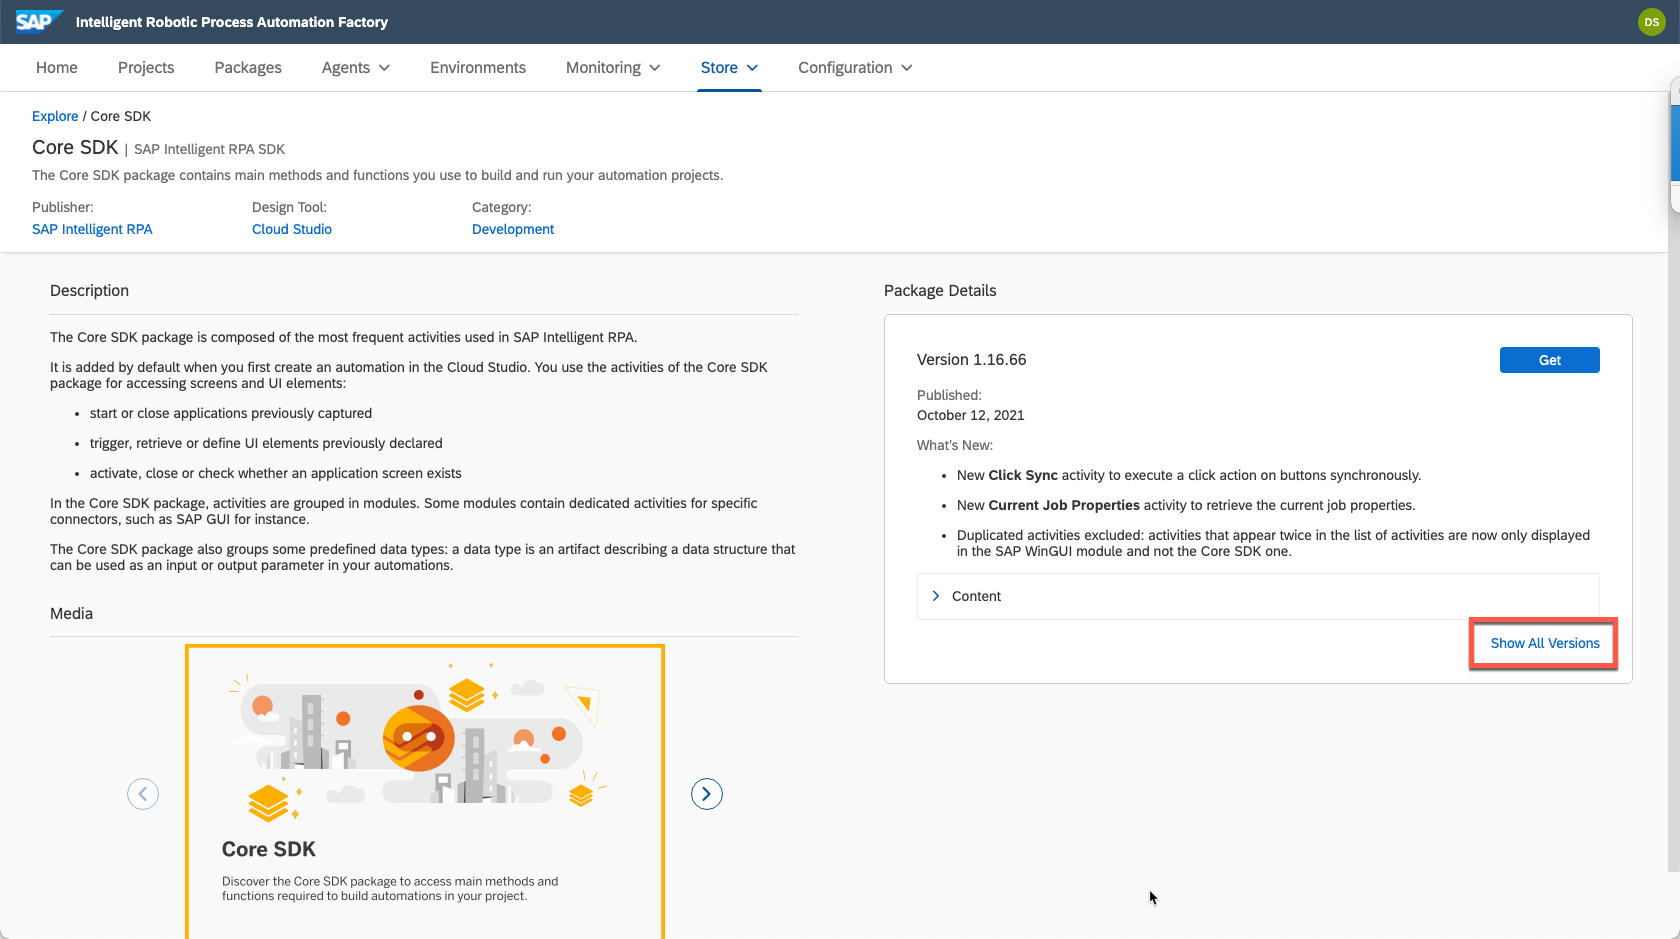 SAP Intelligent Robotic Process Automation Factory
DS
Home Projects Packages Agents Environments Monitoring Store Configuration
Explore / Core SDK
Core SDK | SAP Intelligent RPA SDK
The Core SDK package contains main methods and functions you use to build and run your automation projects.
Publisher: Design Tool: Category:
SAP Intelligent RPA Cloud Studio Development
Description
The Core SDK package is composed of the most frequent activities used in SAP Intelligent RPA.
It is added by default when you first create an automation in the Cloud Studio. You use the activities of the Core SDK
package for accessing screens and UI elements:
• start or close applications previously captured
• trigger, retrieve or define UI elements previously declared
• activate, close or check whether an application screen exists
In the Core SDK package, activities are grouped in modules. Some modules contain dedicated activities for specific
connectors, such as SAP GUI for instance.
The Core SDK package also groups some predefined data types: a data type is an artifact describing a data structure that
can be used as an input or output parameter in your automations.
Media
Core SDK
Discover the Core SDK package to access main methods and
functions required to build automations in your project.
Package Details
Version 1.16.66
Get
Published:
October 12, 2021
What's New:
• New Click Sync activity to execute a click action on buttons synchronously.
• New Current Job Properties activity to retrieve the current job properties.
• Duplicated activities excluded: activities that appear twice in the list of activities are now only displayed
in the SAP WinGUI module and not the Core SDK one.
Content
Show All Versions